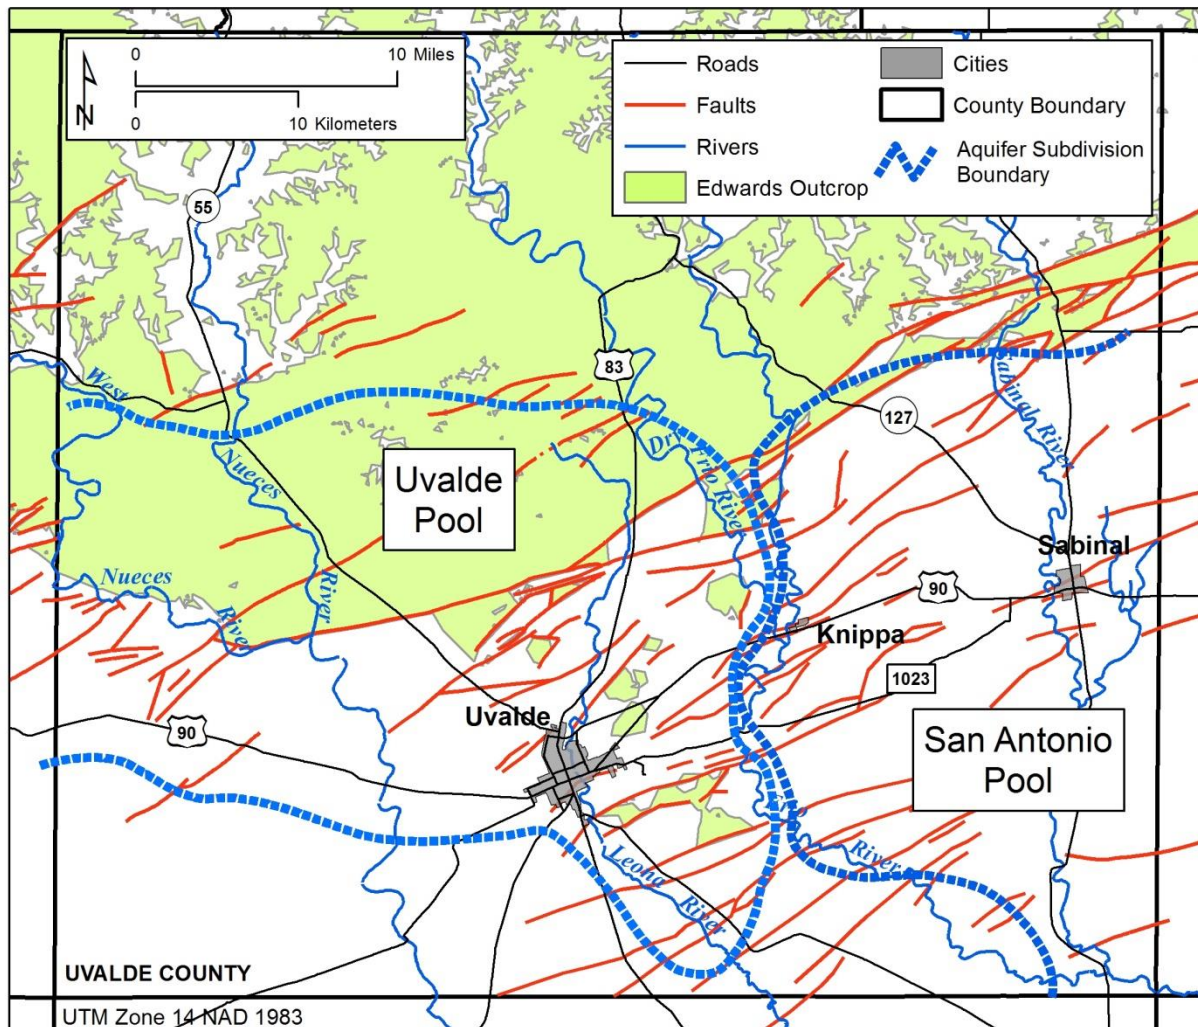 0 10 Miles
N
0 10 Kilometers
Roads
Faults
Rivers
Edwards Outcrop
Cities
County Boundary
Aquifer Subdivision
Boundary
55
83
127
West
Nueces
River
Nueces
River
Dry Frio River
Sabinal River
Uvalde
Pool
Sabinal
90
Knippa
1023
Uvalde
90
San Antonio
Pool
Frio
River
Leona
River
UVALDE COUNTY
UTM Zone 14 NAD 1983